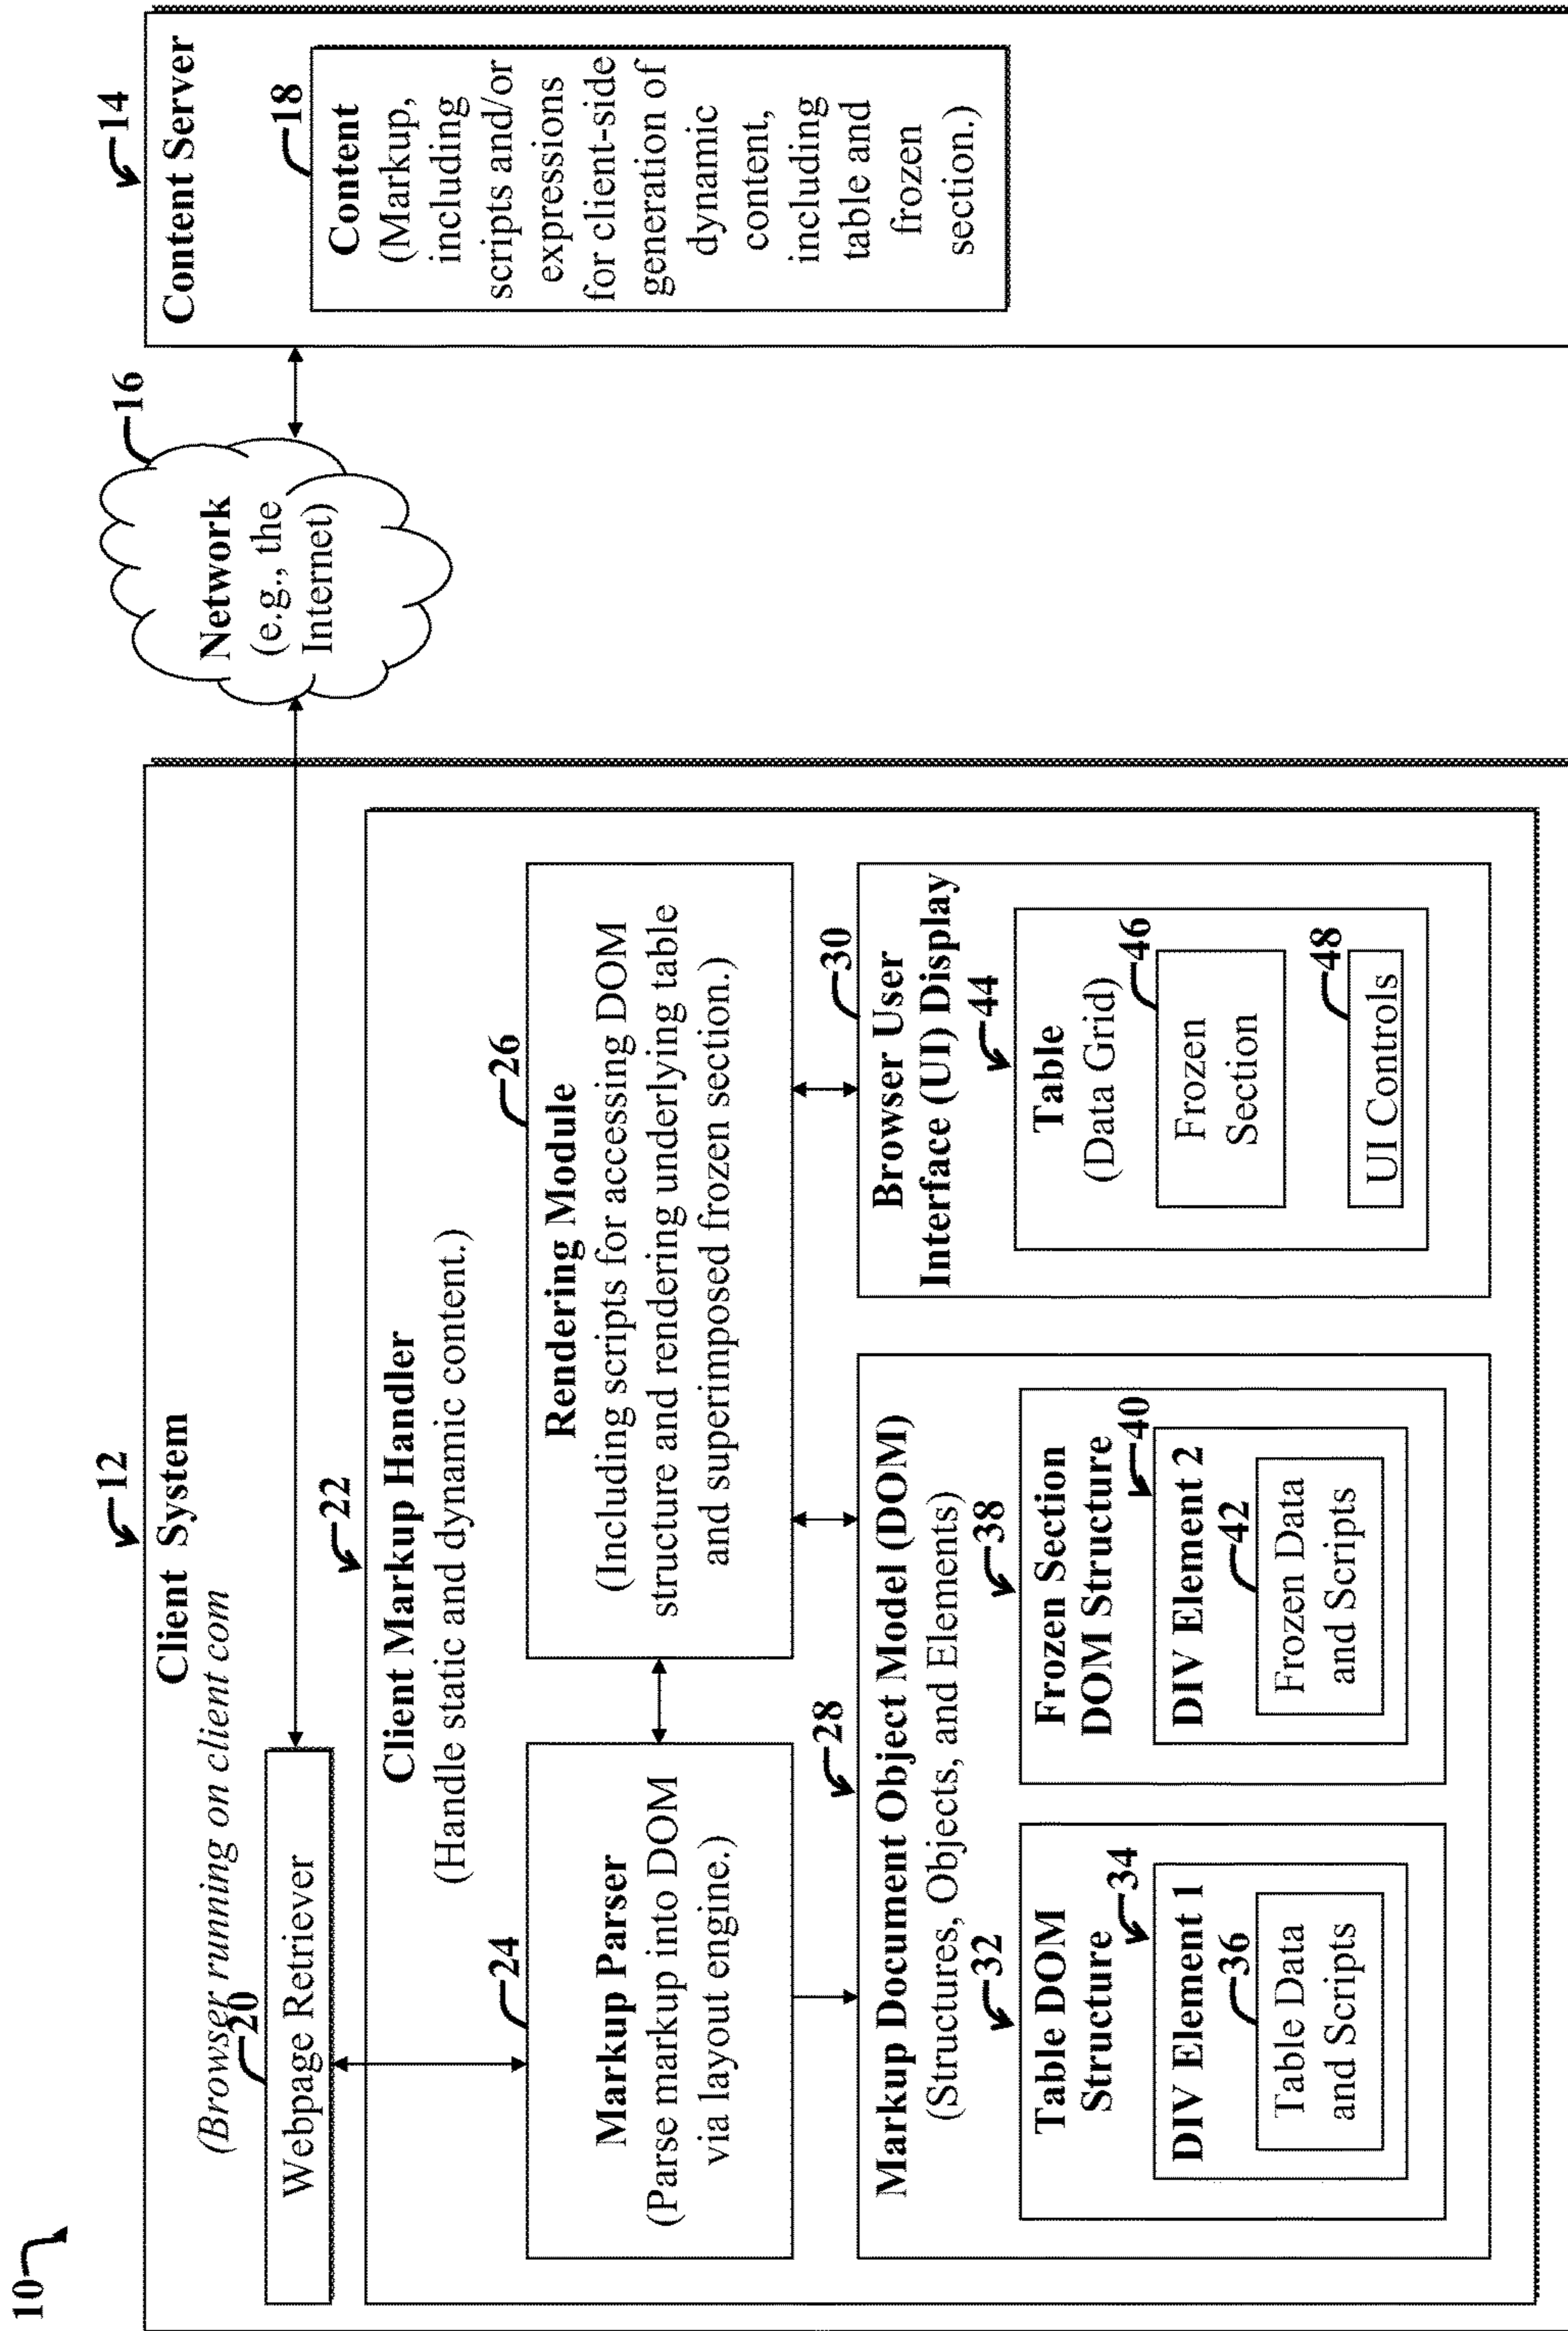 10
12
Client System
(Browser running on client com
20
Webpage Retriever
22
Client Markup Handler
(Handle static and dynamic content.)
24
Markup Parser
(Parse markup into DOM
via layout engine.)
26
Rendering Module
(Including scripts for accessing DOM
structure and rendering underlying table
and superimposed frozen section.)
28
Markup Document Object Model (DOM)
(Structures, Objects, and Elements)
32
Table DOM
Structure
34
DIV Element 1
36
Table Data
and Scripts
38
Frozen Section
DOM Structure
40
DIV Element 2
42
Frozen Data
and Scripts
30
Browser User
Interface (UI) Display
44
Table
(Data Grid)
46
Frozen
Section
48
UI Controls
16
Network
(e.g., the
Internet)
14
Content Server
18
Content
(Markup,
including
scripts and/or
expressions
for client-side
generation of
dynamic
content,
including
table and
frozen
section.)